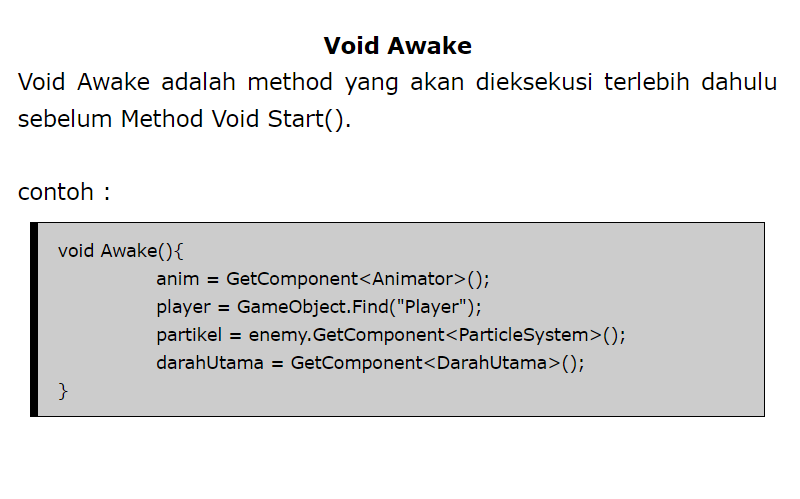 Void Awake
Void Awake adalah method yang akan dieksekusi terlebih dahulu
sebelum Method Void Start().
contoh :
void Awake(){
anim = GetComponent<Animator>();
player = GameObject.Find("Player");
partikel = enemy.GetComponent<ParticleSystem>();
darahUtama = GetComponent<DarahUtama>();
}